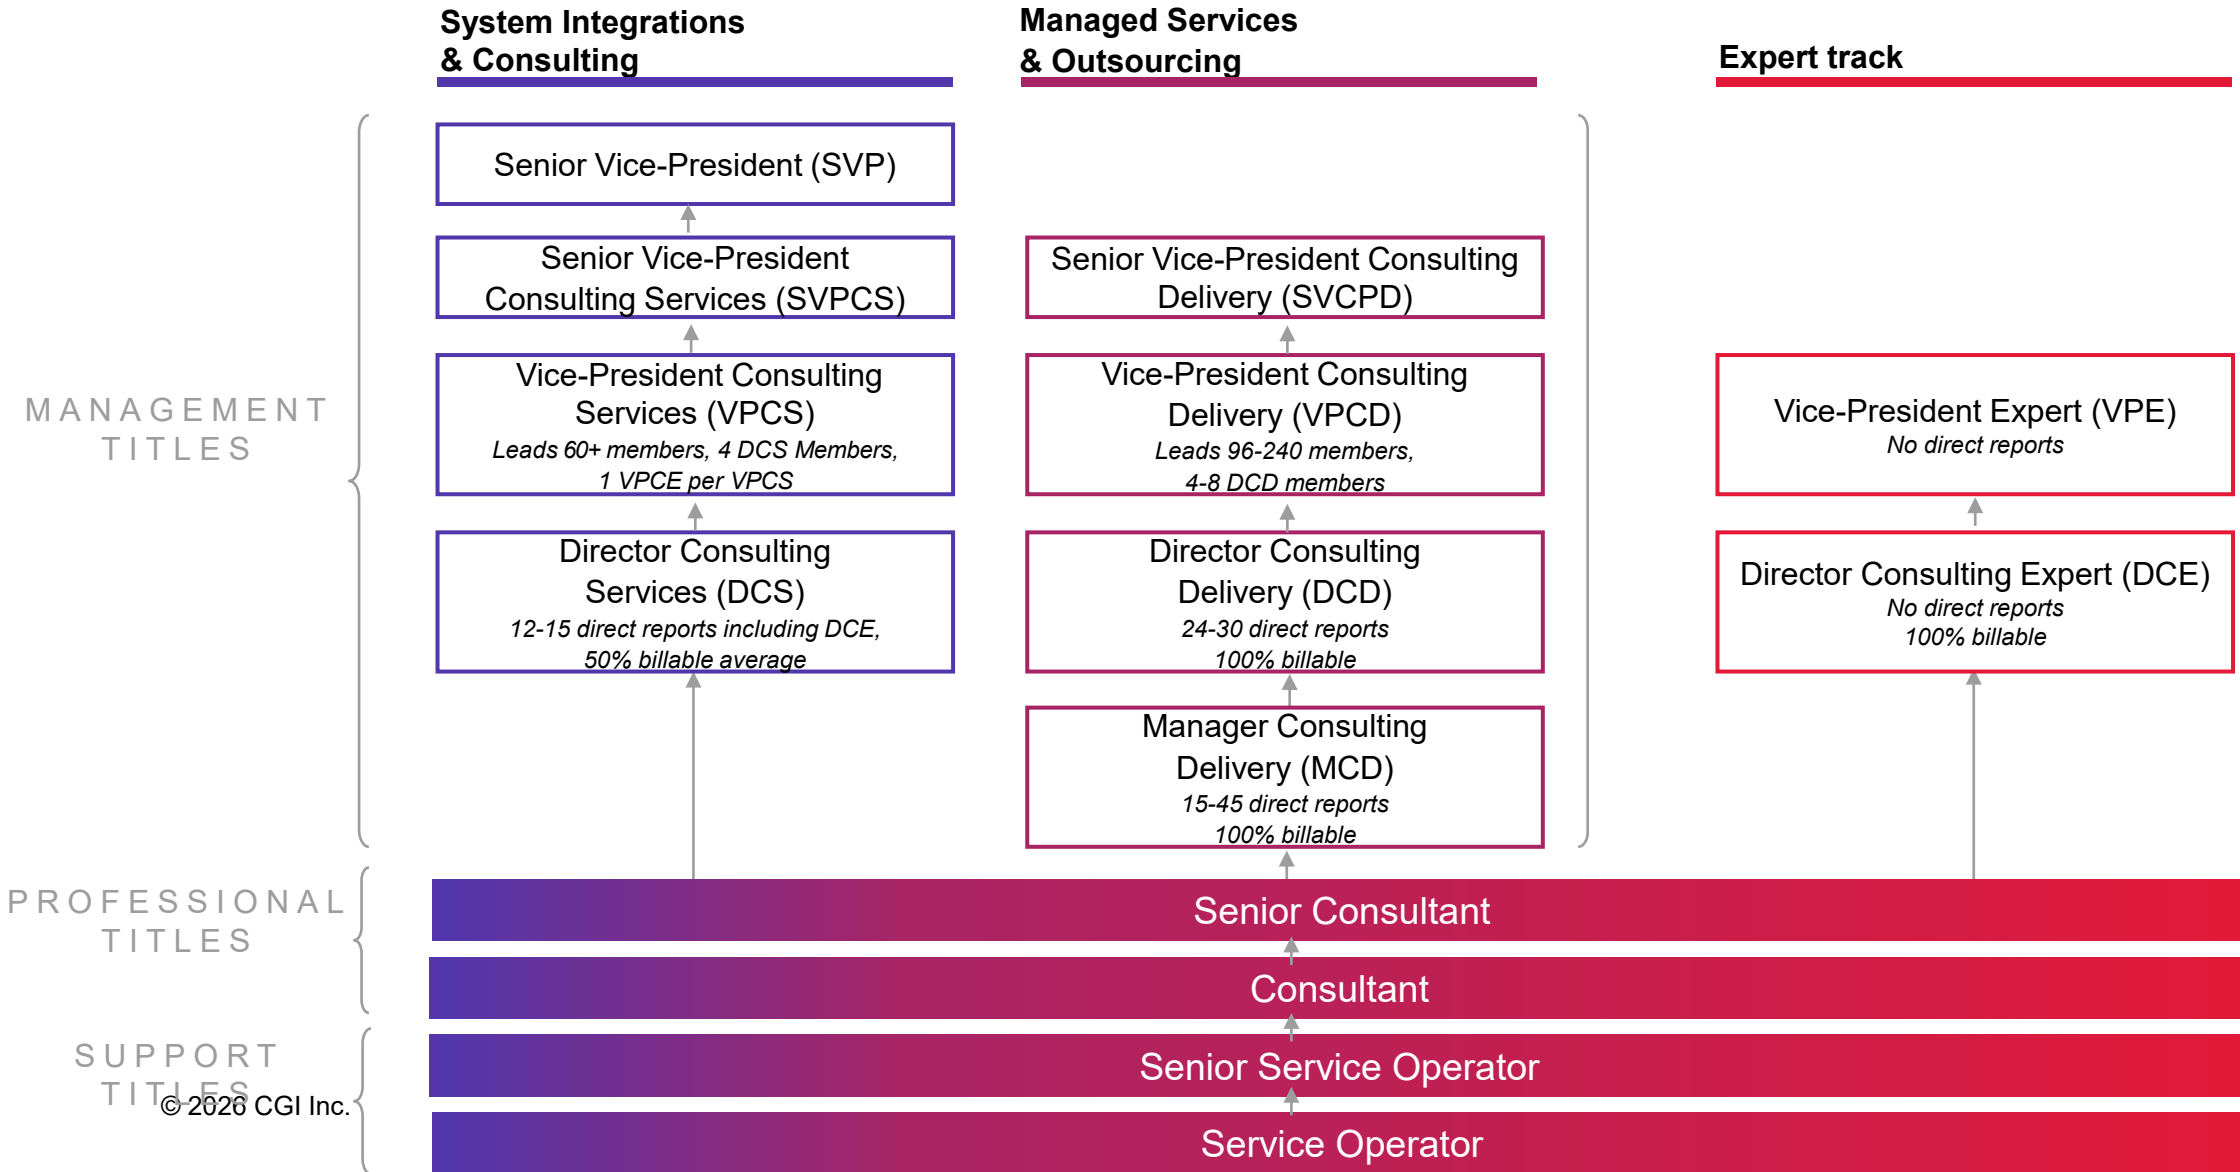 System Integrations
& Consulting
Managed Services
& Outsourcing
Expert track
MANAGEMENT
TITLES
Senior Vice-President (SVP)
Senior Vice-President
Consulting Services (SVPCS)
Vice-President Consulting
Services (VPCS)
Leads 60+ members, 4 DCS Members,
1 VPCE per VPCS
Director Consulting
Services (DCS)
12-15 direct reports including DCE,
50% billable average
Senior Vice-President Consulting
Delivery (SVCPD)
Vice-President Consulting
Delivery (VPCD)
Leads 96-240 members,
4-8 DCD members
Director Consulting
Delivery (DCD)
24-30 direct reports
100% billable
Manager Consulting
Delivery (MCD)
15-45 direct reports
100% billable
Vice-President Expert (VPE)
No direct reports
Director Consulting Expert (DCE)
No direct reports
100% billable
PROFESSIONAL
TITLES
Senior Consultant
Consultant
SUPPORT
TITLES
Senior Service Operator
Service Operator
© 2026 CGI Inc.